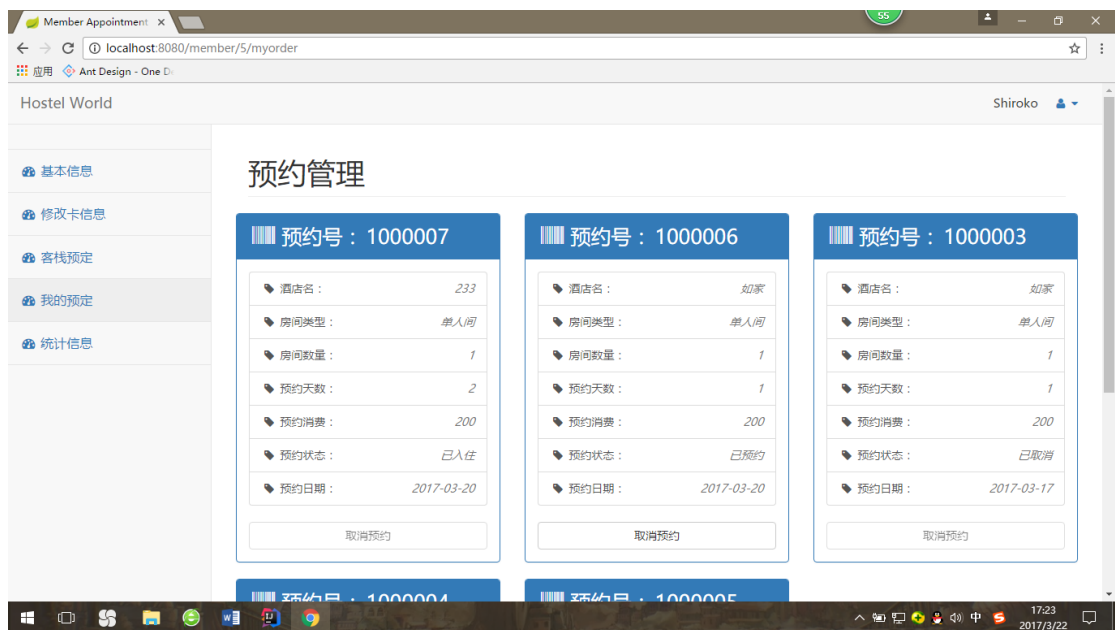 Member Appointment
55
localhost:8080/member/5/myorder
应用 Ant Design - One De
Hostel World
Shiroko
基本信息
修改卡信息
客栈预定
我的预定
统计信息
预约管理
预约号：1000007
酒店名： 233
房间类型： 单人间
房间数量： 1
预约天数： 2
预约消费： 200
预约状态： 已入住
预约日期： 2017-03-20
取消预约
预约号：1000006
酒店名： 如家
房间类型： 单人间
房间数量： 1
预约天数： 1
预约消费： 200
预约状态： 已预约
预约日期： 2017-03-20
取消预约
预约号：1000003
酒店名： 如家
房间类型： 单人间
房间数量： 1
预约天数： 1
预约消费： 200
预约状态： 已取消
预约日期： 2017-03-17
取消预约
预约号：1000004
预约号：1000005
中
17:23
2017/3/22